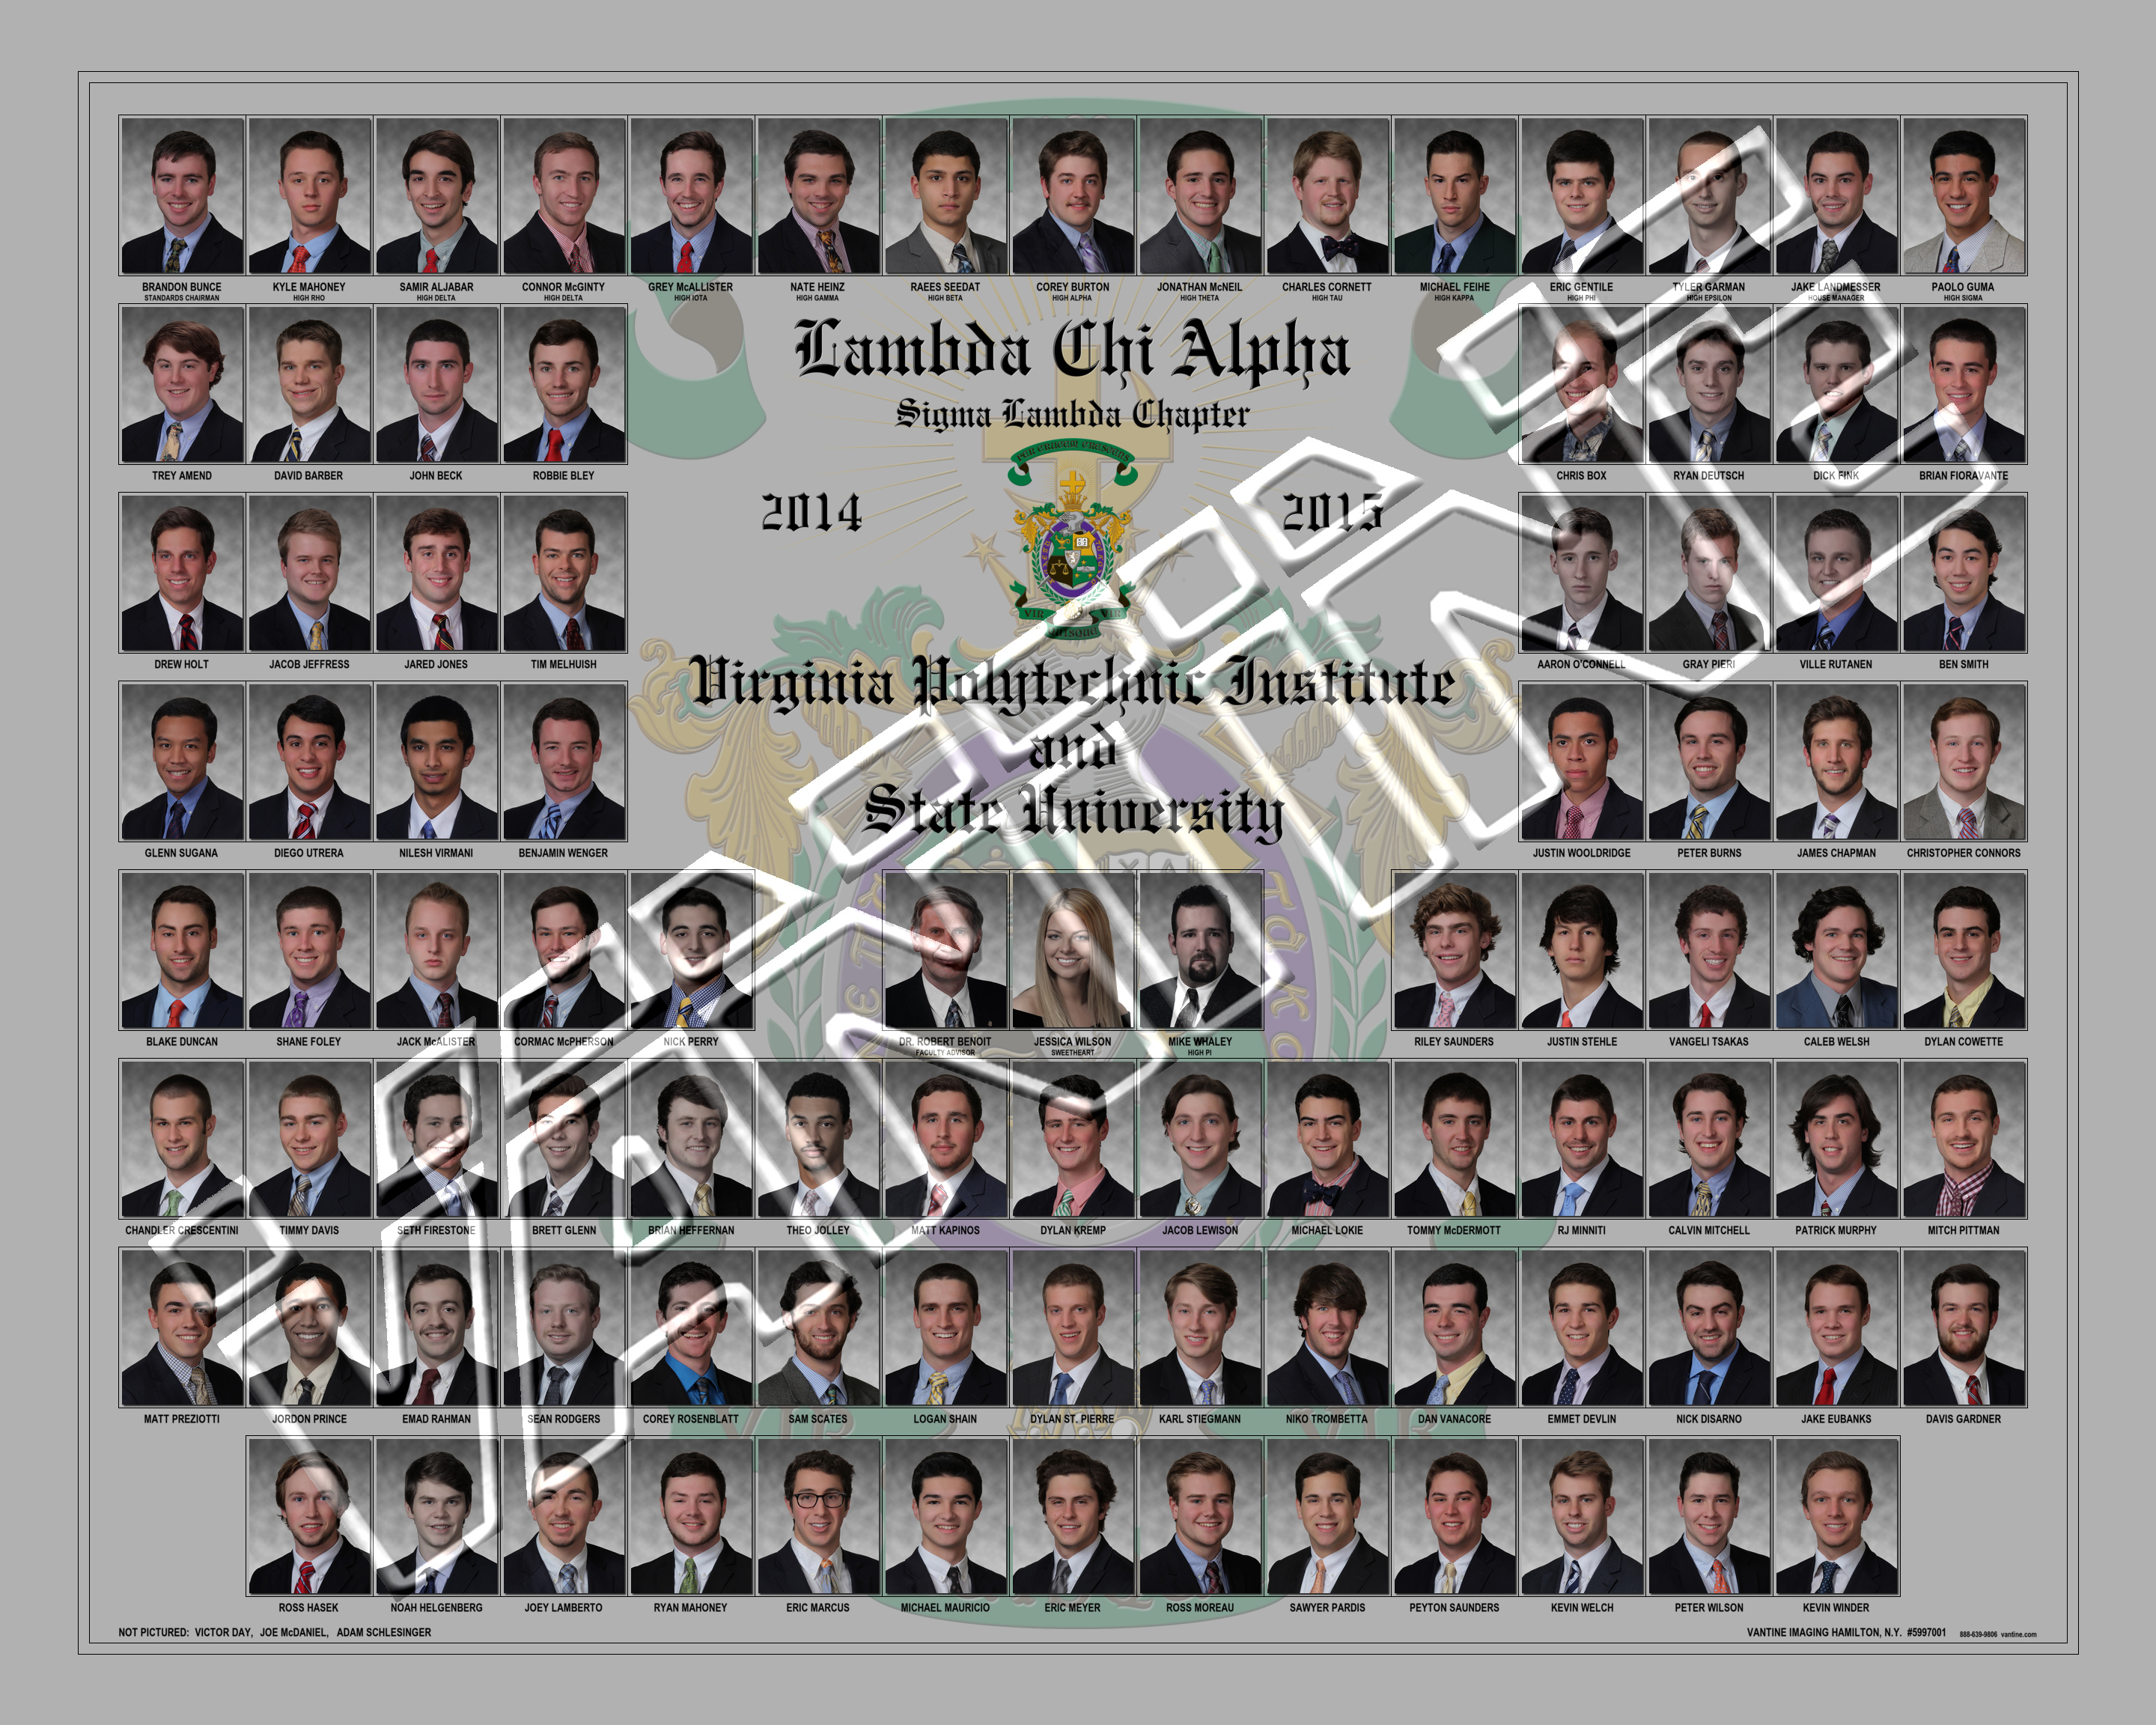 BRANDON BUNCE KYLE MAHONEY SAMIR ALJABAR CONNOR McGINTY GREY McALLISTER NATE HEINZ RAEES SEEDAT COREY BURTON JONATHAN McNEIL CHARLES CORNETT MICHAEL FEIHE ERIC GENTILE TYLER GARMAN JAKE LANDMESSER PAOLO GUMA
STANDARDS CHAIRMAN HIGH RHO HIGH DELTA HIGH DELTA HIGH IOTA HIGH GAMMA HIGH BETA HIGH ALPHA HIGH THETA HIGH TAU HIGH KAPPA HIGH PHI HIGH EPSILON HOUSE MANAGER HIGH SIGMA
Lambda Chi Alpha
Sigma Lambda Chapter
PER CRUCEM CRESCENS
TREY AMEND DAVID BARBER JOHN BECK ROBBIE BLEY CHRIS BOX RYAN DEUTSCH DICK FINK BRIAN FIORAVANTE
2014 2015
VIR QUISQUE VIR
DREW HOLT JACOB JEFFRESS JARED JONES TIM MELHUISH AARON O'CONNELL GRAY PIERI VILLE RUTANEN BEN SMITH
Virginia Polytechnic Institute
and
State University
GLENN SUGANA DIEGO UTRERA NILESH VIRMANI BENJAMIN WENGER JUSTIN WOOLDRIDGE PETER BURNS JAMES CHAPMAN CHRISTOPHER CONNORS
BLAKE DUNCAN SHANE FOLEY JACK McALISTER CORMAC McPHERSON NICK PERRY DR. ROBERT BENOIT JESSICA WILSON MIKE WHALEY RILEY SAUNDERS JUSTIN STEHLE VANGELI TSAKAS CALEB WELSH DYLAN COWETTE
FACULTY ADVISOR SWEETHEART HIGH PI
CHANDLER CRESCENTINI TIMMY DAVIS SETH FIRESTONE BRETT GLENN BRIAN HEFFERNAN THEO JOLLEY MATT KAPINOS DYLAN KREMP JACOB LEWISON MICHAEL LOKIE TOMMY McDERMOTT RJ MINNITI CALVIN MITCHELL PATRICK MURPHY MITCH PITTMAN
MATT PREZIOTTI JORDON PRINCE EMAD RAHMAN SEAN RODGERS COREY ROSENBLATT SAM SCATES LOGAN SHAIN DYLAN ST. PIERRE KARL STIEGMANN NIKO TROMBETTA DAN VANACORE EMMET DEVLIN NICK DISARNO JAKE EUBANKS DAVIS GARDNER
VIR VIR
ROSS HASEK NOAH HELGENBERG JOEY LAMBERTO RYAN MAHONEY ERIC MARCUS MICHAEL MAURICIO ERIC MEYER ROSS MOREAU SAWYER PARDIS PEYTON SAUNDERS KEVIN WELCH PETER WILSON KEVIN WINDER
NOT PICTURED: VICTOR DAY, JOE McDANIEL, ADAM SCHLESINGER
VANTINE IMAGING HAMILTON, N.Y. #5997001 888-639-9806 vantine.com